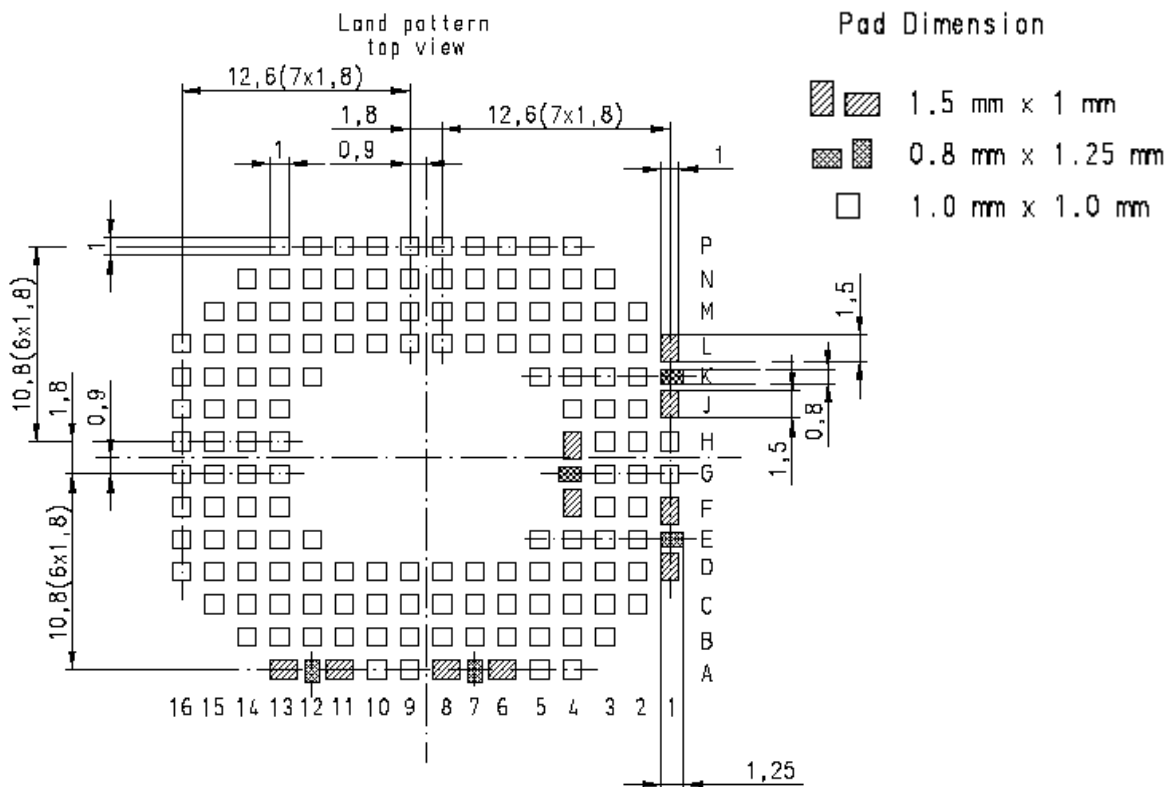 Land pattern
top view
Pad Dimension
12,6(7x1,8)
1,8
12,6(7x1,8)
0,9
1
1
1.5 mm x 1 mm
0.8 mm x 1.25 mm
1.0 mm x 1.0 mm
1
P
N
M
L
K
J
H
G
F
E
D
C
B
A
1,5
0,8
1,5
10,8(6x1,8)
1,8
0,9
10,8(6x1,8)
16 15 14 13 12 11 10 9 8 7 6 5 4 3 2 1
1,25